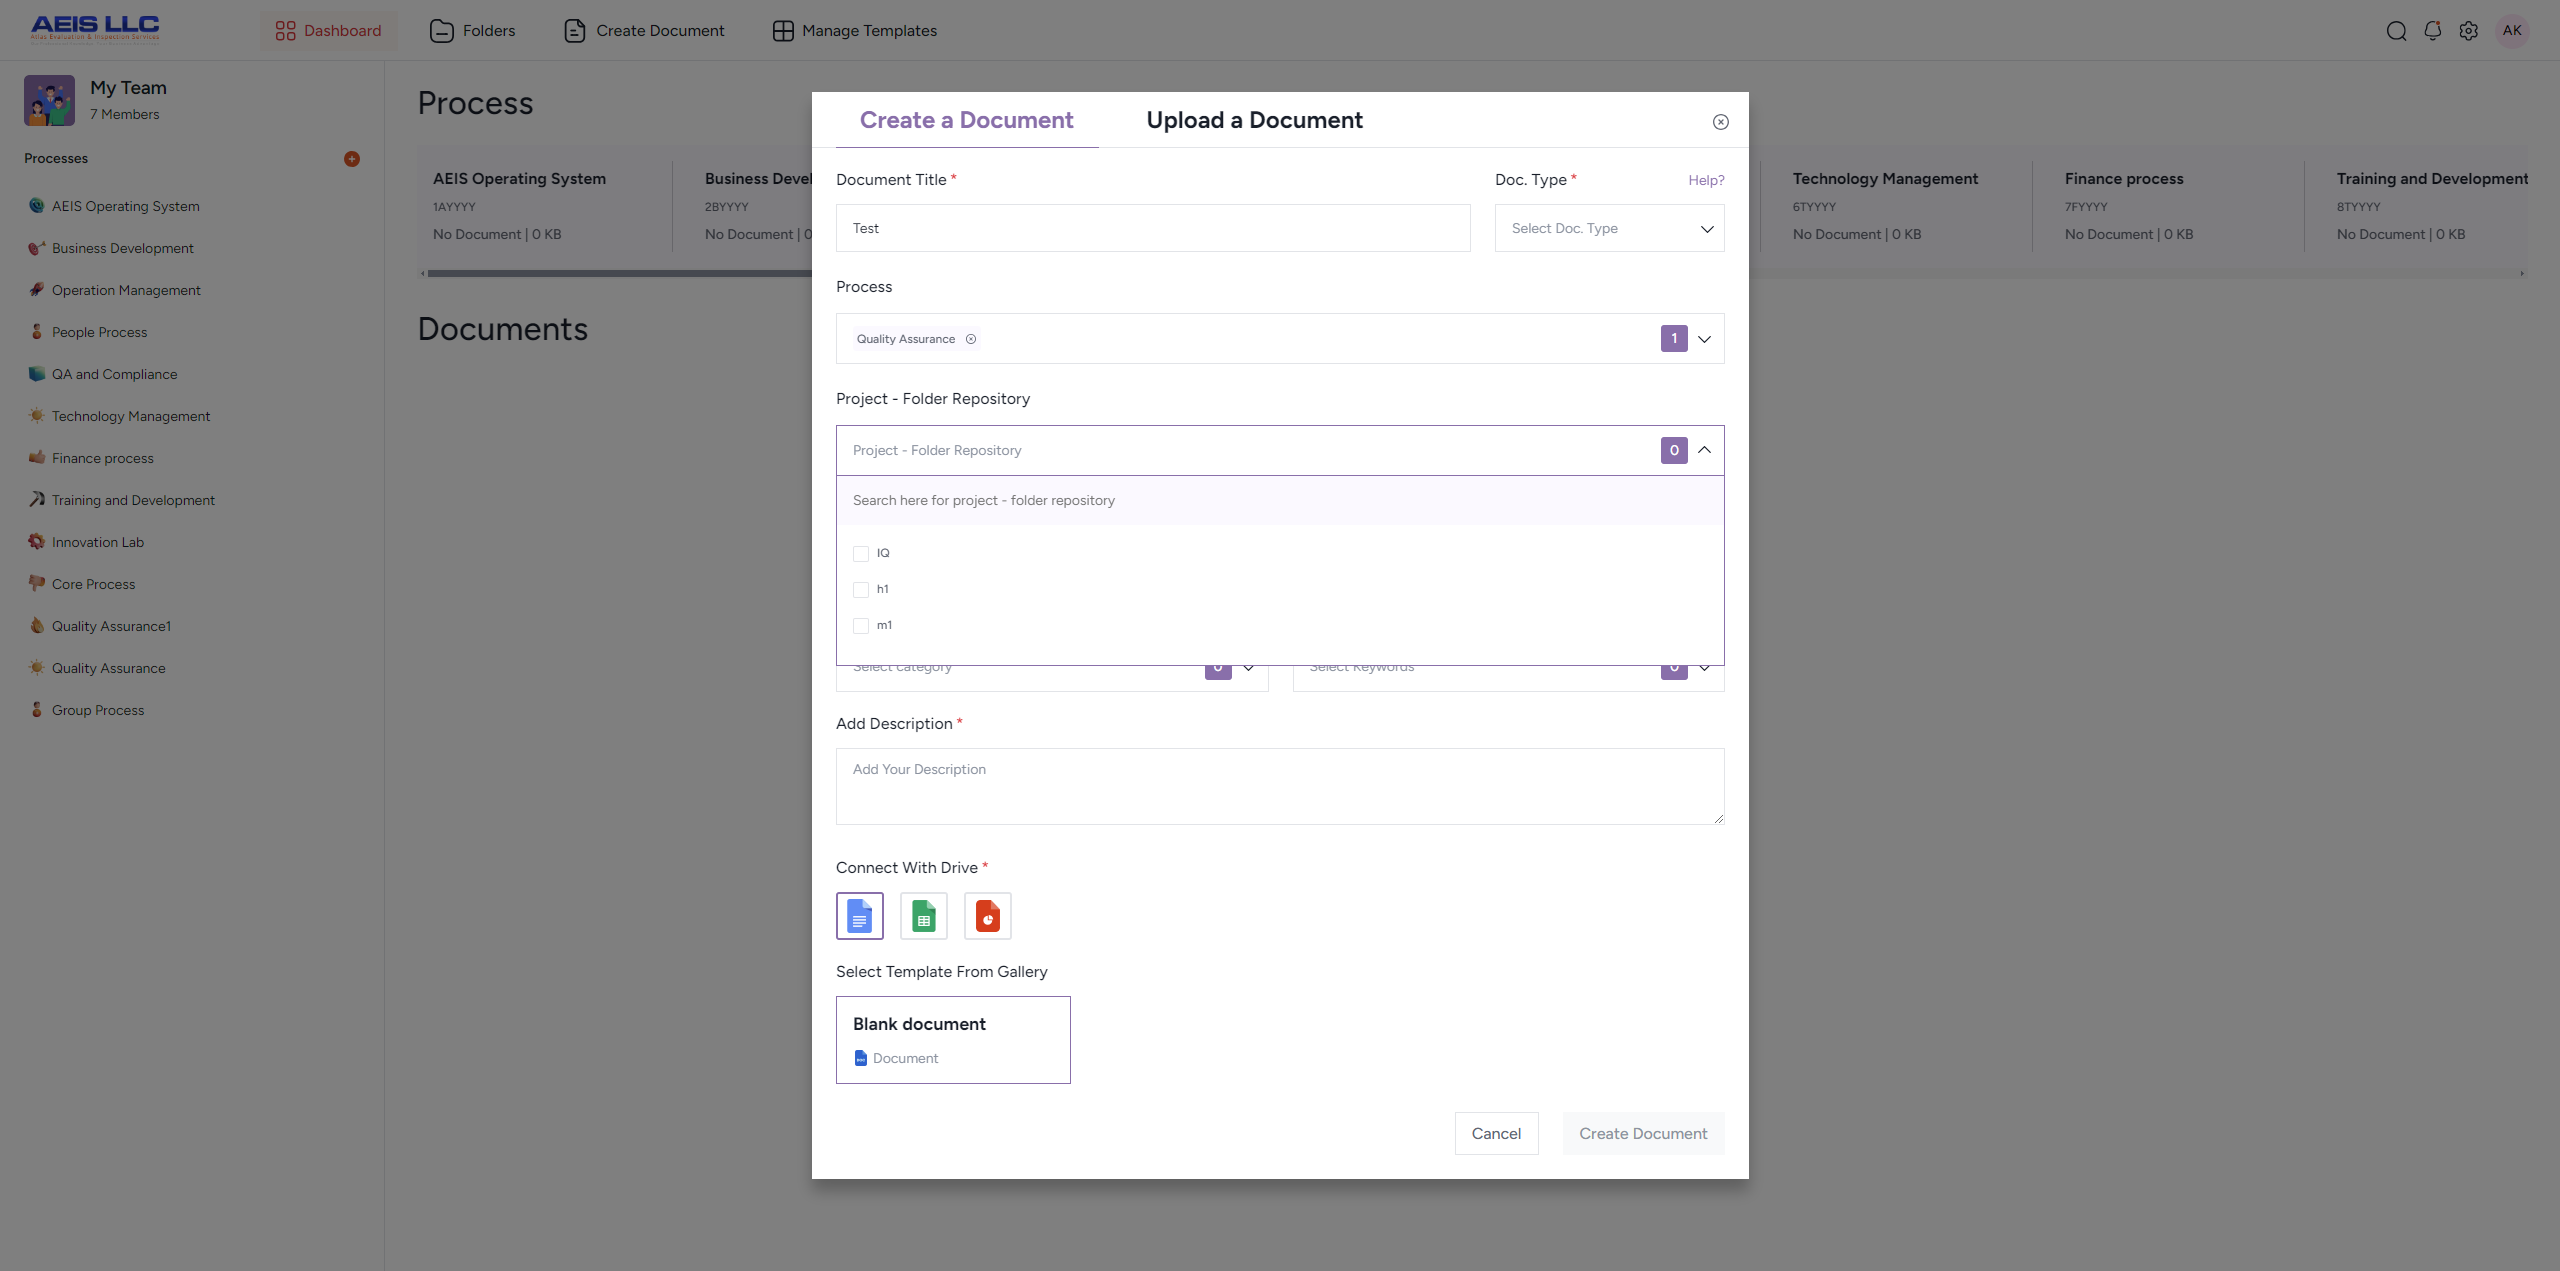 AEIS LLC
Atlas Evaluation & Inspection Services
Dashboard
Folders
Create Document
Manage Templates
AK
My Team
7 Members
Processes
AEIS Operating System
Business Development
Operation Management
People Process
QA and Compliance
Technology Management
Finance process
Training and Development
Innovation Lab
Core Process
Quality Assurance1
Quality Assurance
Group Process
Process
AEIS Operating System
1AYYYY
No Document | 0 KB
Business Devel
2BYYYY
No Document | 0
Technology Management
6TYYYY
No Document | 0 KB
Finance process
7FYYYY
No Document | 0 KB
Training and Development
8TYYYY
No Document | 0 KB
Documents
Create a Document
Upload a Document
Document Title *
Doc. Type *
Help?
Test
Select Doc. Type
Process
Quality Assurance
1
Project - Folder Repository
Project - Folder Repository
0
Search here for project - folder repository
IQ
h1
m1
Select category
0
Select Keywords
0
Add Description *
Add Your Description
Connect With Drive *
Select Template From Gallery
Blank document
Document
Cancel
Create Document